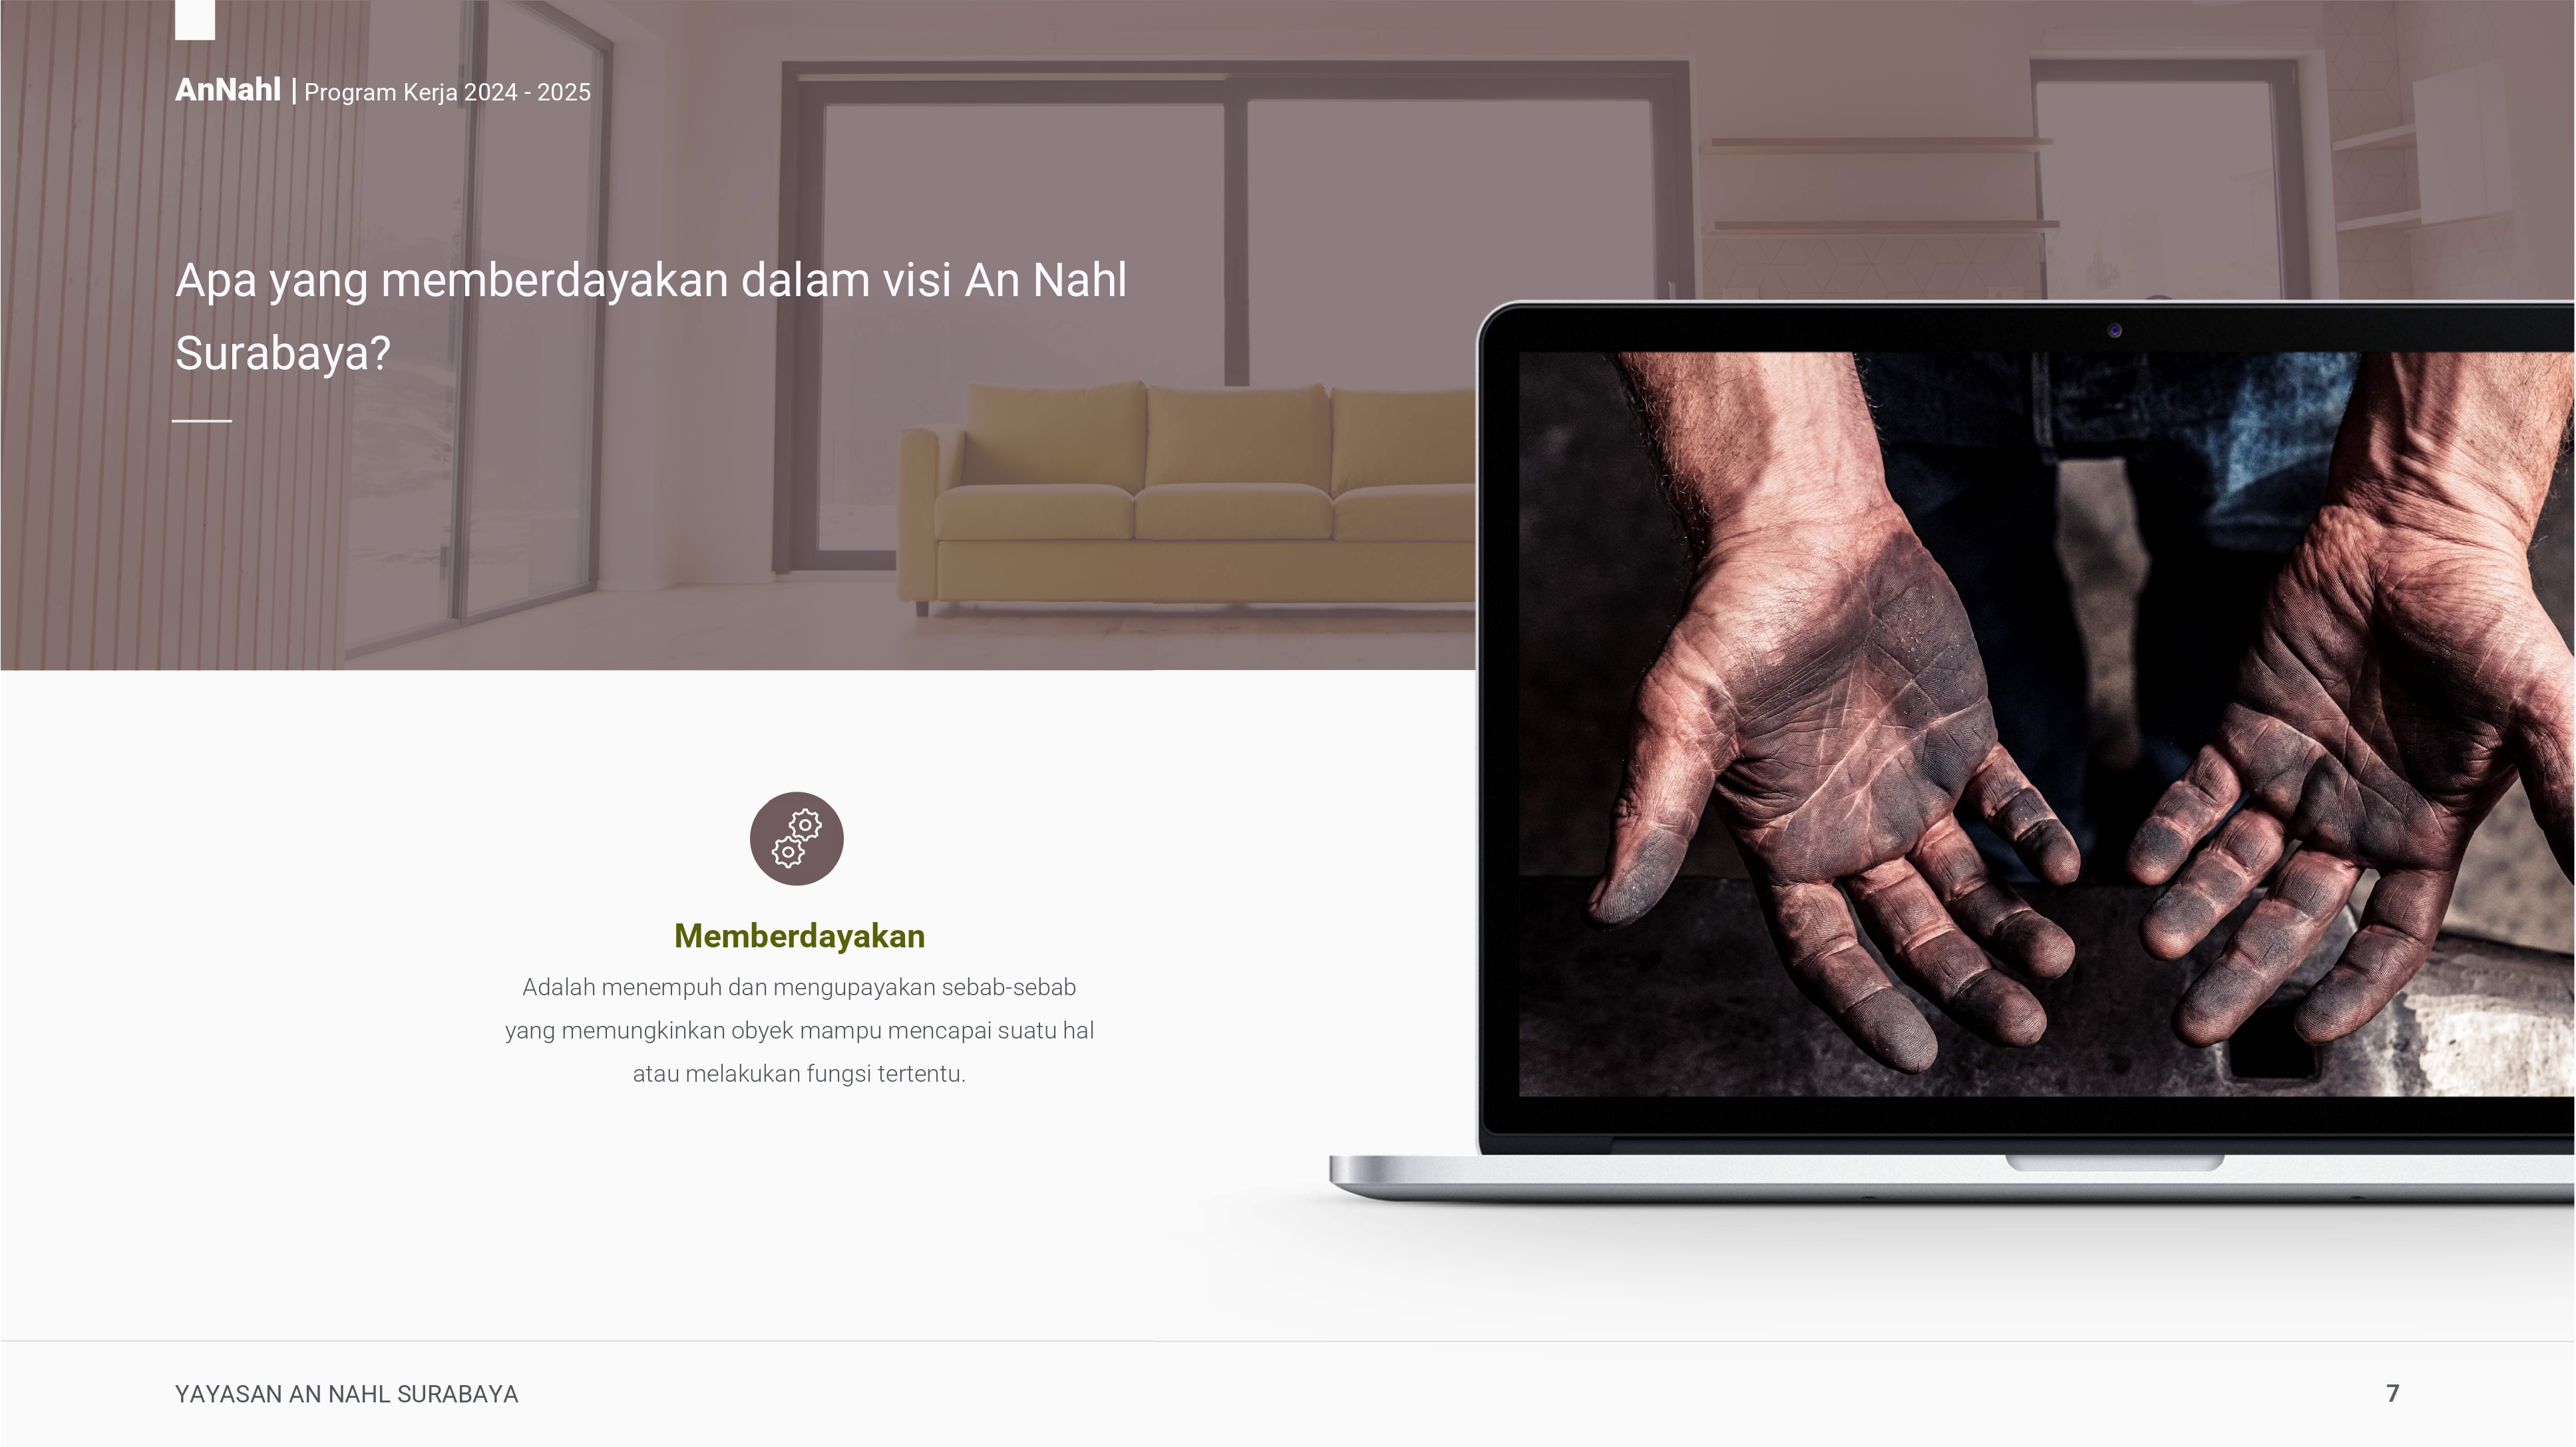 AnNahl | Program Kerja 2024 - 2025
Apa yang memberdayakan dalam visi An Nahl
Surabaya?
Memberdayakan
Adalah menempuh dan mengupayakan sebab-sebab
yang memungkinkan obyek mampu mencapai suatu hal
atau melakukan fungsi tertentu.
YAYASAN AN NAHL SURABAYA
7